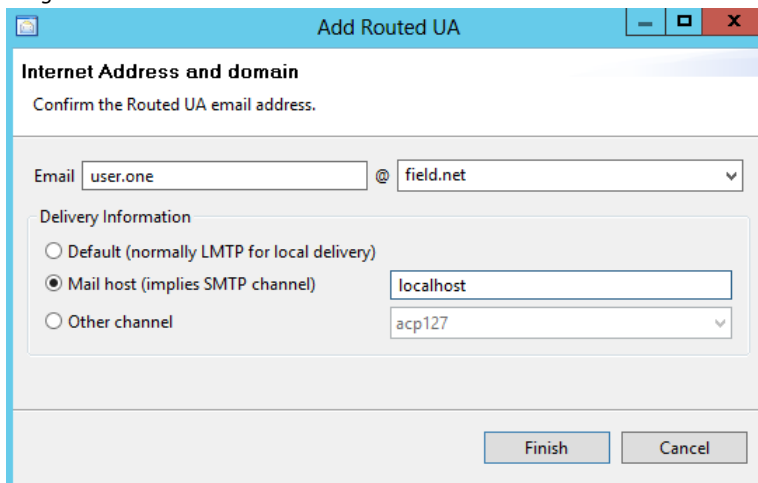 Add Routed UA
Internet Address and domain
Confirm the Routed UA email address.
Email user.one @ field.net
Delivery Information
Default (normally LMTP for local delivery)
Mail host (implies SMTP channel) localhost
Other channel acp127
Finish Cancel